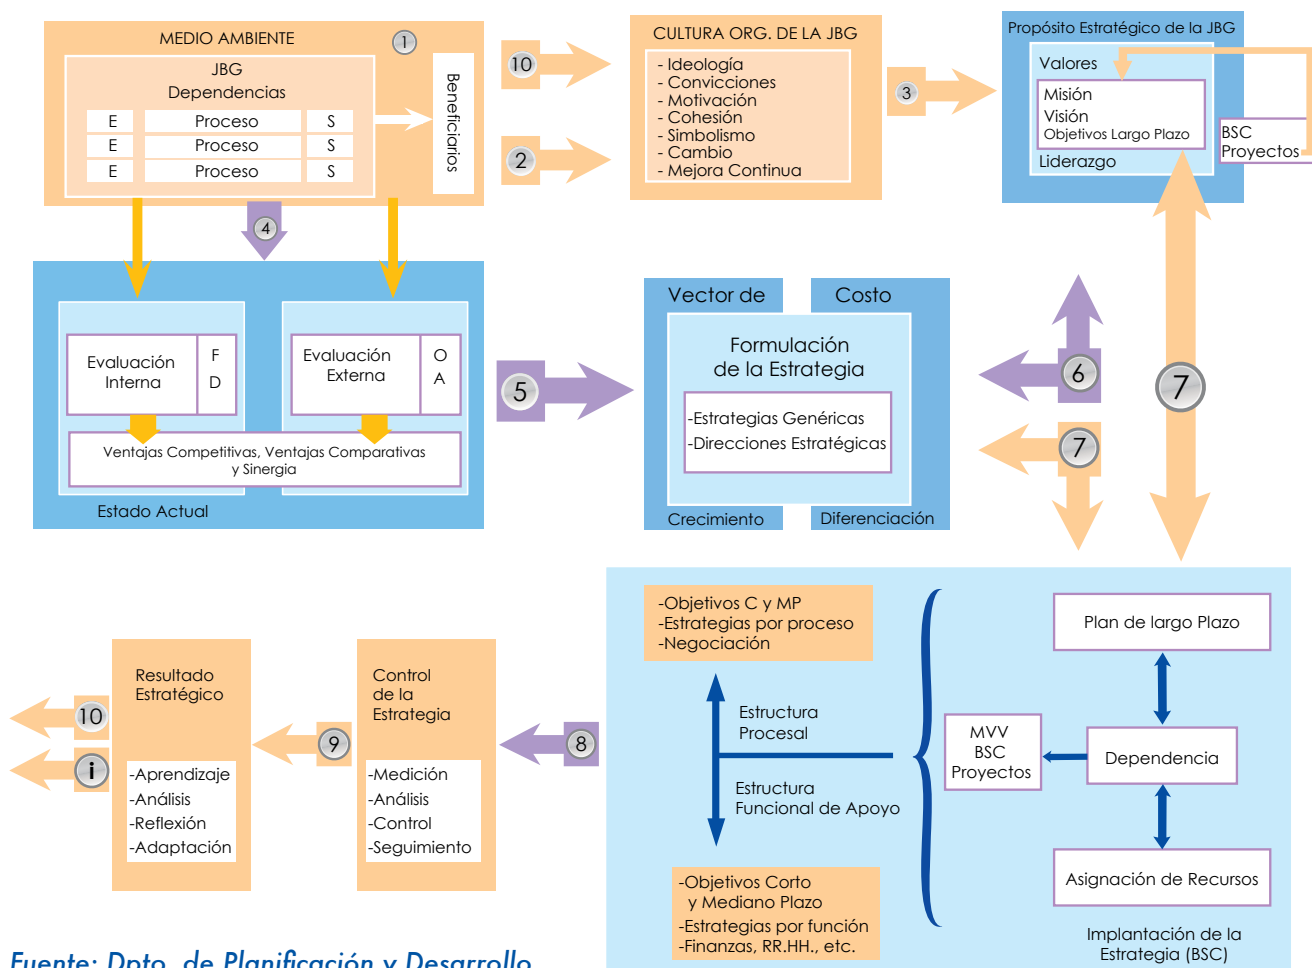 MEDIO AMBIENTE
1
JBG
Dependencias
E Proceso S
E Proceso S
E Proceso S
Beneficiarios
10
2
CULTURA ORG. DE LA JBG
- Ideología
- Convicciones
- Motivación
- Cohesión
- Simbolismo
- Cambio
- Mejora Continua
3
Propósito Estratégico de la JBG
Valores
Misión
Visión
Objetivos Largo Plazo
Liderazgo
BSC
Proyectos
4
Evaluación
Interna
F
D
Evaluación
Externa
O
A
Ventajas Competitivas, Ventajas Comparativas
y Sinergia
Estado Actual
5
Vector de
Costo
Formulación
de la Estrategia
-Estrategias Genéricas
-Direcciones Estratégicas
Crecimiento
Diferenciación
6
7
7
Resultado
Estratégico
-Aprendizaje
-Análisis
-Reflexión
-Adaptación
10
i
9
Control
de la
Estrategia
-Medición
-Análisis
-Control
-Seguimiento
8
-Objetivos C y MP
-Estrategias por proceso
-Negociación
Estructura
Procesal
Estructura
Funcional de Apoyo
-Objetivos Corto
y Mediano Plazo
-Estrategias por función
-Finanzas, RR.HH., etc.
MVV
BSC
Proyectos
Plan de largo Plazo
Dependencia
Asignación de Recursos
Implantación de la
Estrategia (BSC)
Fuente: Dpto. de Planificación y Desarrollo